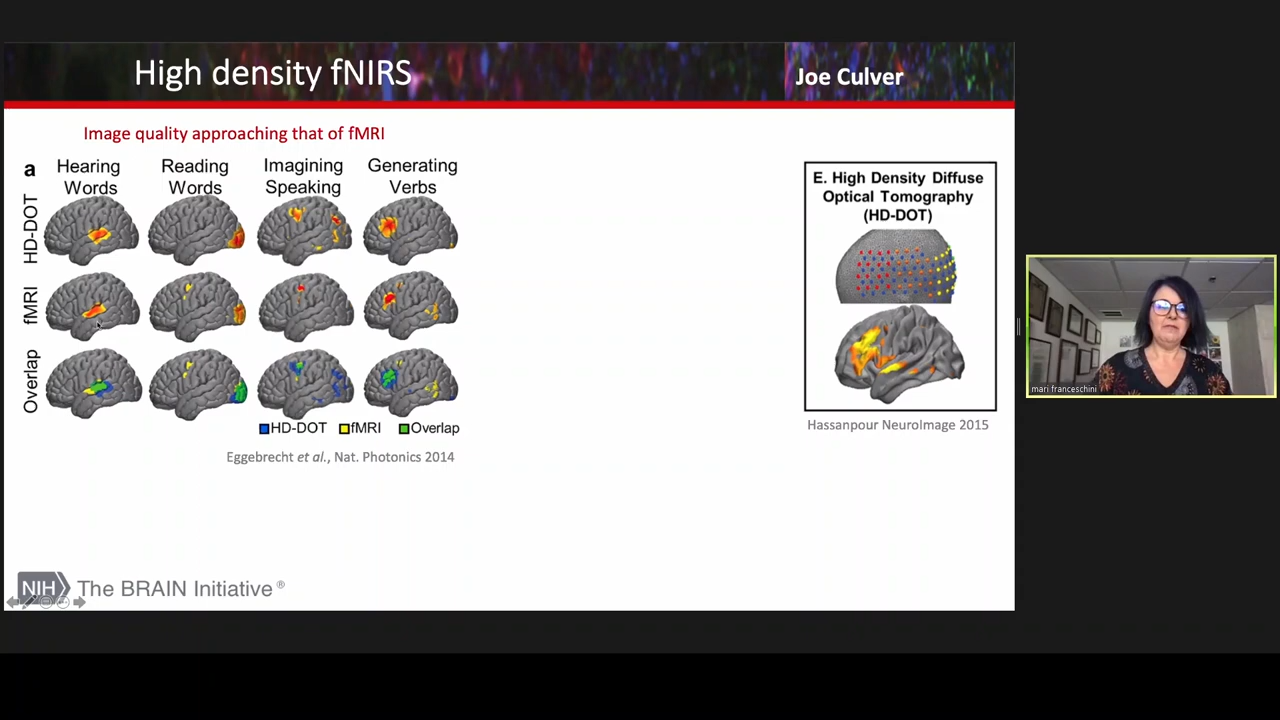 High density fNIRS
Joe Culver
Image quality approaching that of fMRI
a
Hearing Words
Reading Words
Imagining Speaking
Generating Verbs
HD-DOT
fMRI
Overlap
HD-DOT fMRI Overlap
Eggebrecht et al., Nat. Photonics 2014
E. High Density Diffuse
Optical Tomography
(HD-DOT)
Hassanpour NeuroImage 2015
mari franceschini
NIH The BRAIN Initiative®